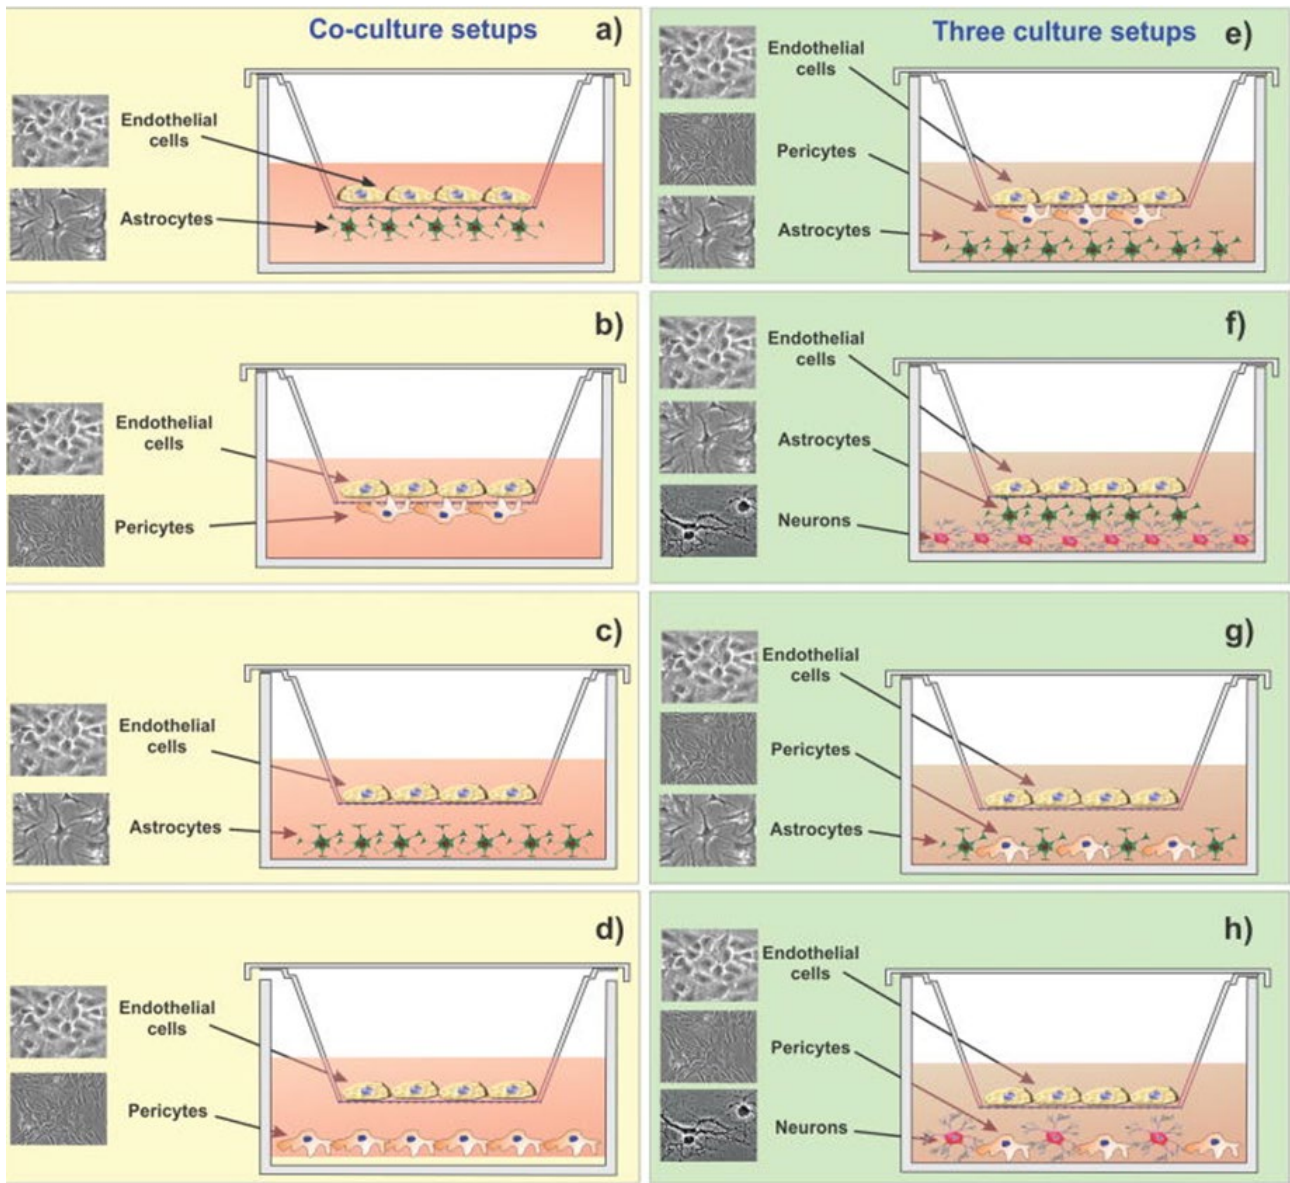 Co-culture setups
a)
Endothelial
cells
Astrocytes
b)
Endothelial
cells
Pericytes
c)
Endothelial
cells
Astrocytes
d)
Endothelial
cells
Pericytes
Three culture setups
e)
Endothelial
cells
Pericytes
Astrocytes
f)
Endothelial
cells
Astrocytes
Neurons
g)
Endothelial
cells
Pericytes
Astrocytes
h)
Endothelial
cells
Pericytes
Neurons